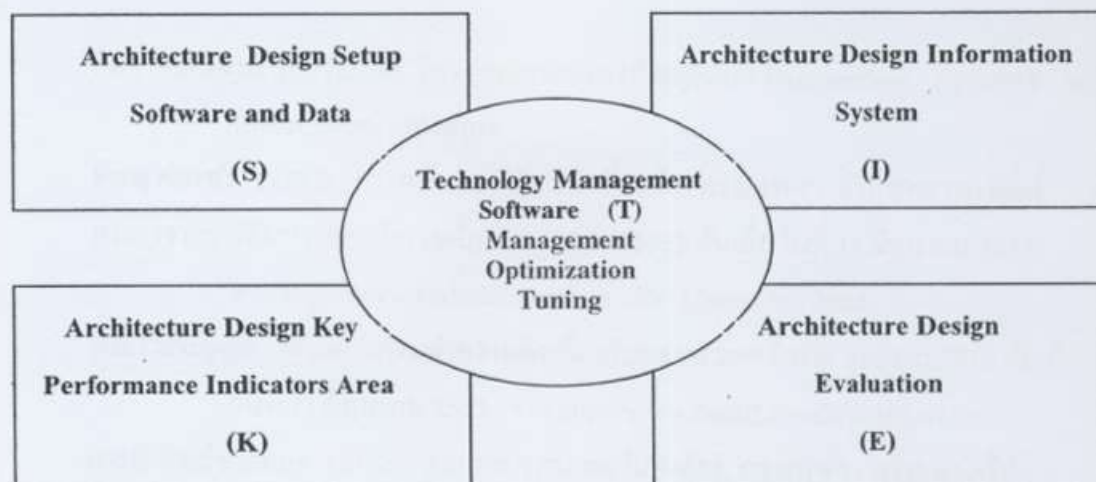 Architecture Design Setup
Software and Data
(S)
Architecture Design Information
System
(I)
Technology Management
Software (T)
Management
Optimization
Tuning
Architecture Design Key
Performance Indicators Area
(K)
Architecture Design
Evaluation
(E)